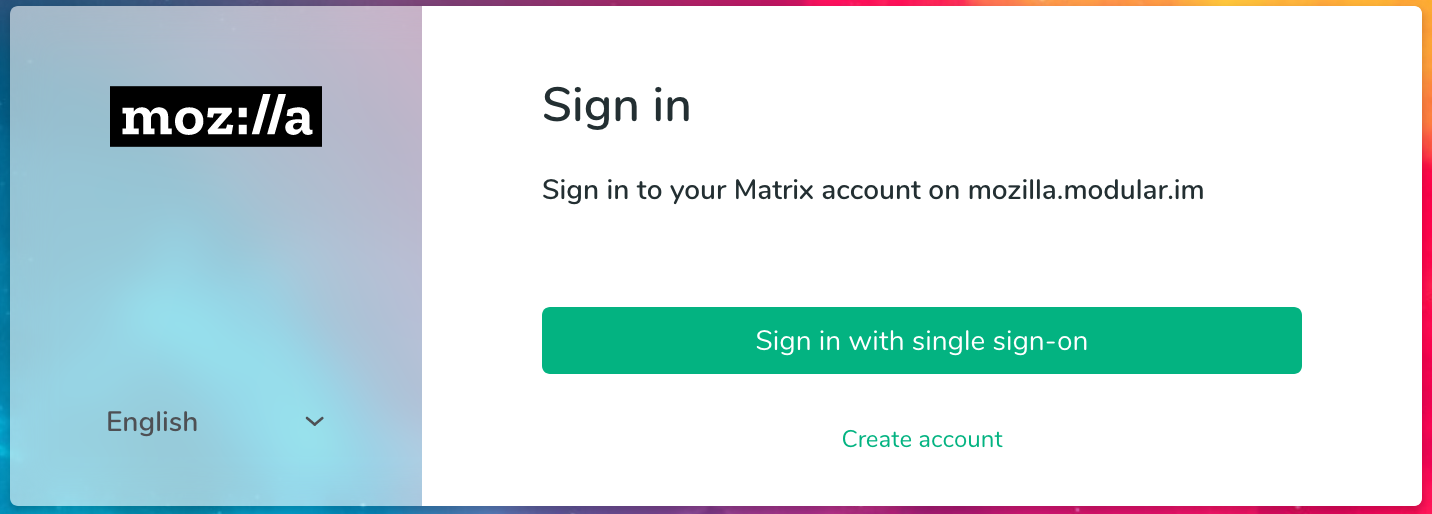 moz://a
English
Sign in
Sign in to your Matrix account on mozilla.modular.im
Sign in with single sign-on
Create account